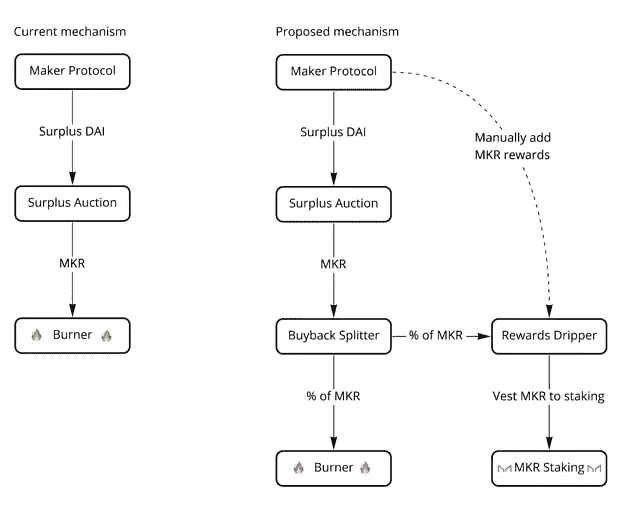 Current mechanism
Maker Protocol
Surplus DAI
Surplus Auction
MKR
Burner
Proposed mechanism
Maker Protocol
Surplus DAI
Manually add
MKR rewards
Surplus Auction
MKR
Buyback Splitter
% of MKR
Rewards Dripper
% of MKR
Vest MKR to staking
Burner
MKR Staking